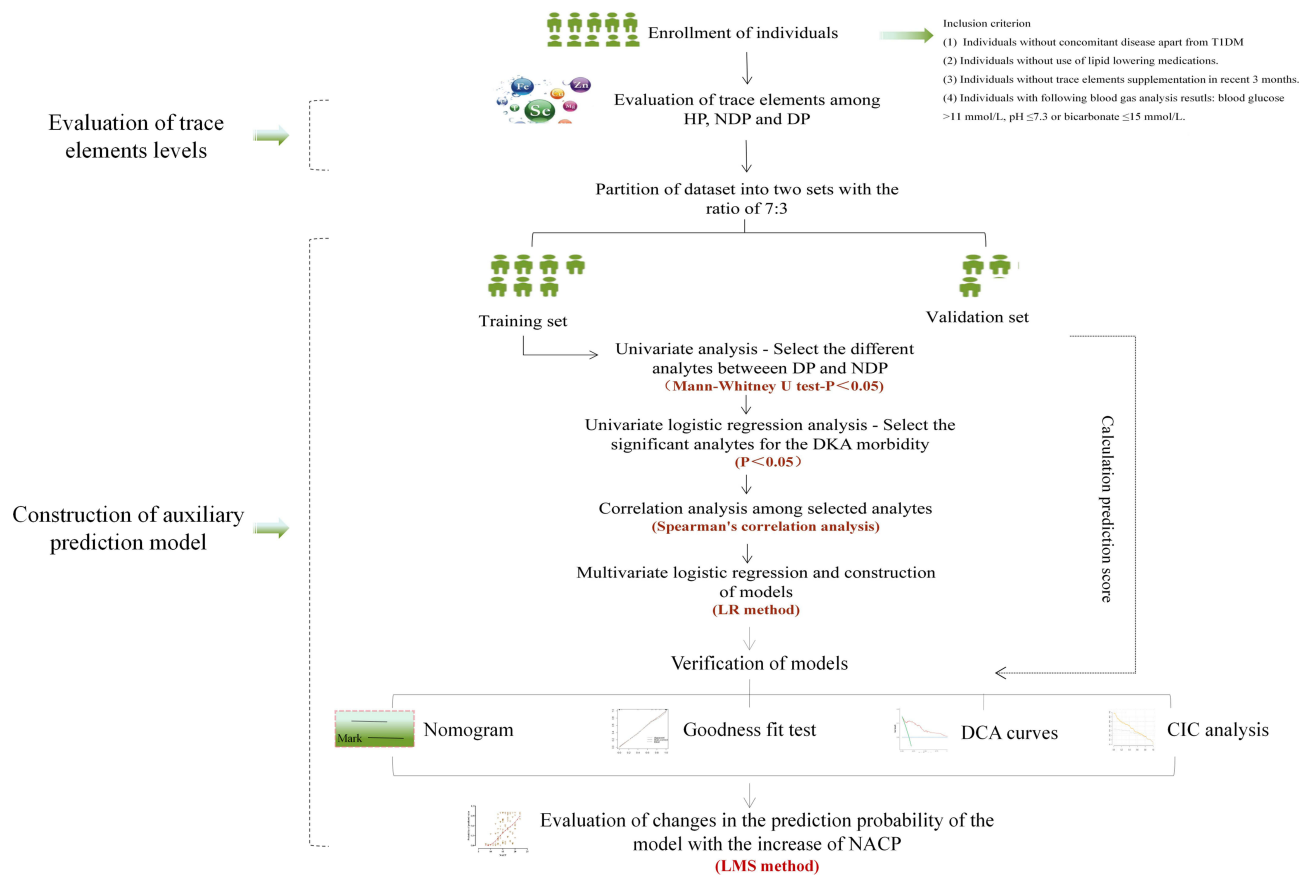 Enrollment of individuals
Inclusion criterion
(1) Individuals without concomitant disease apart from T1DM
(2) Individuals without use of lipid lowering medications.
(3) Individuals without trace elements supplementation in recent 3 months.
(4) Individuals with following blood gas analysis resutls: blood glucose
>11 mmol/L, pH ≤7.3 or bicarbonate ≤15 mmol/L.
Fe
Zn
Se
Mg
Evaluation of trace elements among
HP, NDP and DP
Evaluation of trace
elements levels
Partition of dataset into two sets with the
ratio of 7:3
Training set
Validation set
Univariate analysis - Select the different
analytes betweeen DP and NDP
（Mann-Whitney U test-P＜0.05)
Univariate logistic regression analysis - Select the
significant analytes for the DKA morbidity
(P＜0.05）
Correlation analysis among selected analytes
(Spearman's correlation analysis)
Multivariate logistic regression and construction
of models
(LR method)
Calculation prediction score
Construction of auxiliary
prediction model
Verification of models
Mark
Nomogram
Goodness fit test
DCA curves
CIC analysis
Evaluation of changes in the prediction probability of the
model with the increase of NACP
(LMS method)